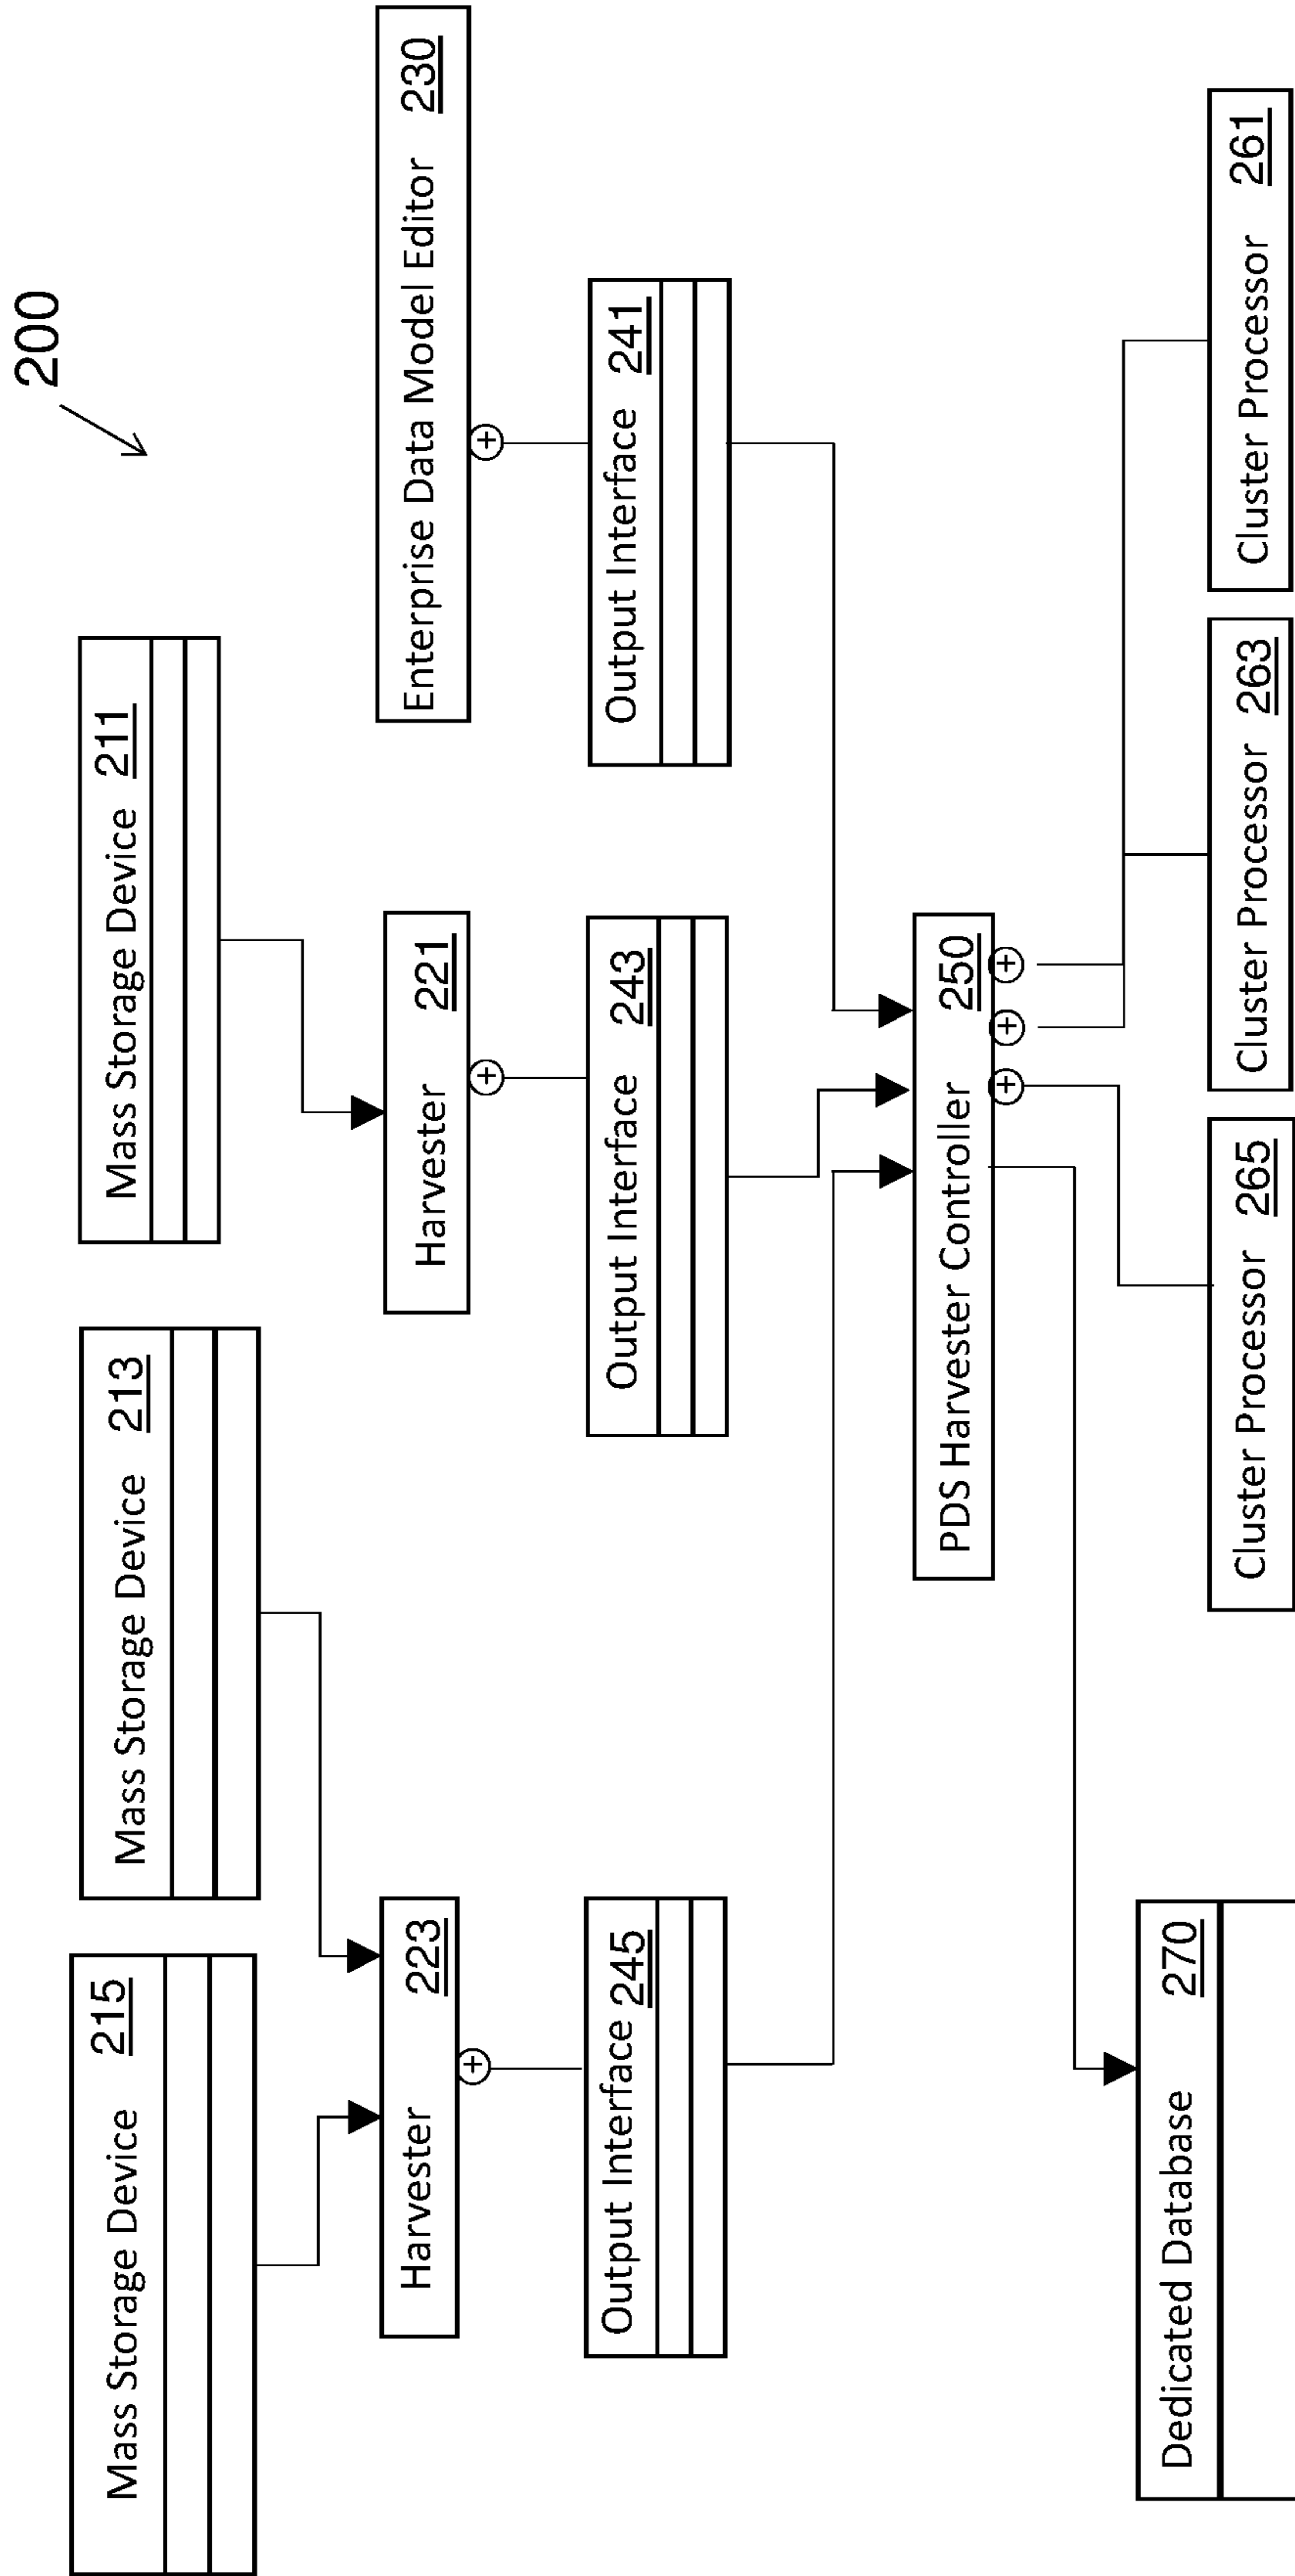 200
Mass Storage Device 215
Mass Storage Device 213
Mass Storage Device 211
Harvester 223
Harvester 221
Enterprise Data Model Editor 230
Output Interface 245
Output Interface 243
Output Interface 241
PDS Harvester Controller 250
Dedicated Database 270
Cluster Processor 265
Cluster Processor 263
Cluster Processor 261